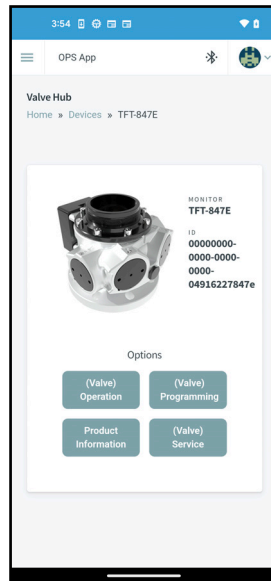 3:54
OPS App
Valve Hub
Home » Devices » TFT-847E
MONITOR
TFT-847E
ID
00000000-
0000-0000-
0000-
04916227847e
Options
(Valve)
Operation
(Valve)
Programming
Product
Information
(Valve)
Service